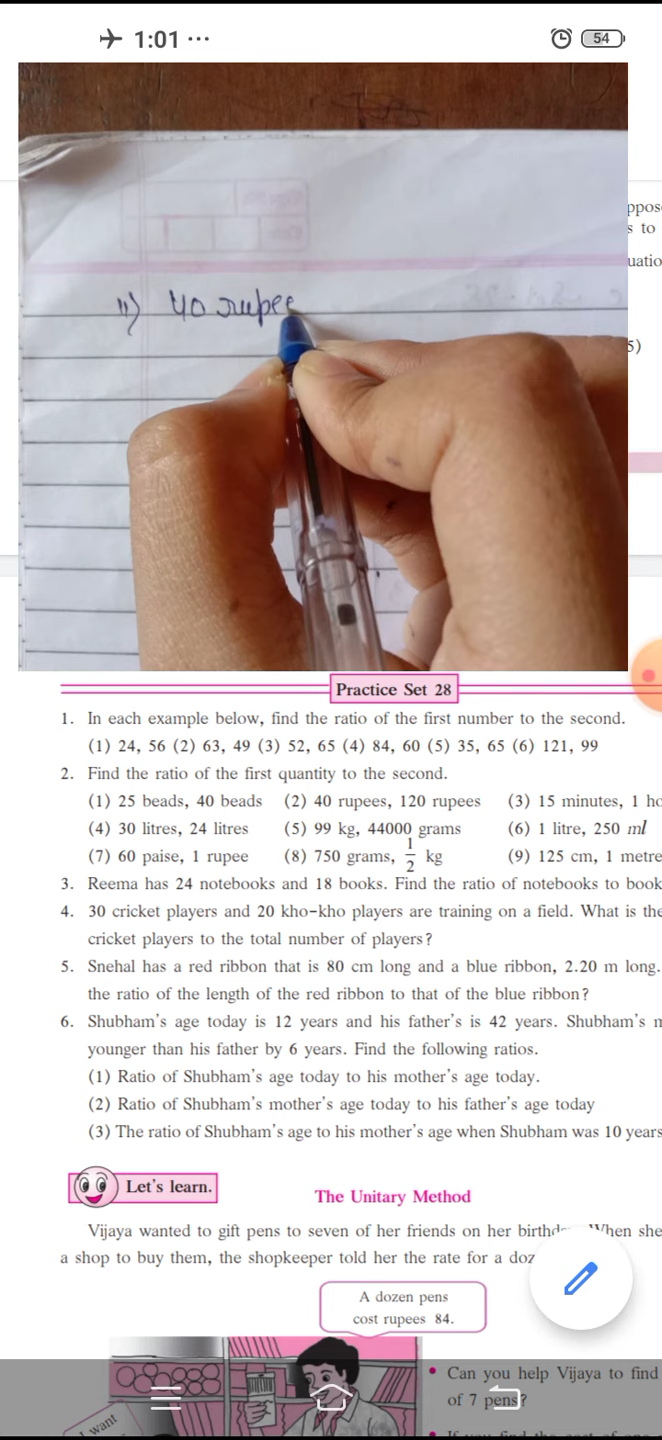 1:01 ...
54
11) 40 rupee
s to
5)
Practice Set 28
1. In each example below, find the ratio of the first number to the second.
(1) 24, 56 (2) 63, 49 (3) 52, 65 (4) 84, 60 (5) 35, 65 (6) 121, 99
2. Find the ratio of the first quantity to the second.
(1) 25 beads, 40 beads (2) 40 rupees, 120 rupees (3) 15 minutes, 1 ho
(4) 30 litres, 24 litres (5) 99 kg, 44000 grams (6) 1 litre, 250 ml
(7) 60 paise, 1 rupee (8) 750 grams, 1/2 kg (9) 125 cm, 1 metre
3. Reema has 24 notebooks and 18 books. Find the ratio of notebooks to book
4. 30 cricket players and 20 kho-kho players are training on a field. What is the
cricket players to the total number of players?
5. Snehal has a red ribbon that is 80 cm long and a blue ribbon, 2.20 m long.
the ratio of the length of the red ribbon to that of the blue ribbon?
6. Shubham's age today is 12 years and his father's is 42 years. Shubham's m
younger than his father by 6 years. Find the following ratios.
(1) Ratio of Shubham's age today to his mother's age today.
(2) Ratio of Shubham's mother's age today to his father's age today
(3) The ratio of Shubham's age to his mother's age when Shubham was 10 years
Let's learn.
The Unitary Method
Vijaya wanted to gift pens to seven of her friends on her birthd When she
a shop to buy them, the shopkeeper told her the rate for a doz
A dozen pens
cost rupees 84.
• Can you help Vijaya to find
of 7 pens?
want